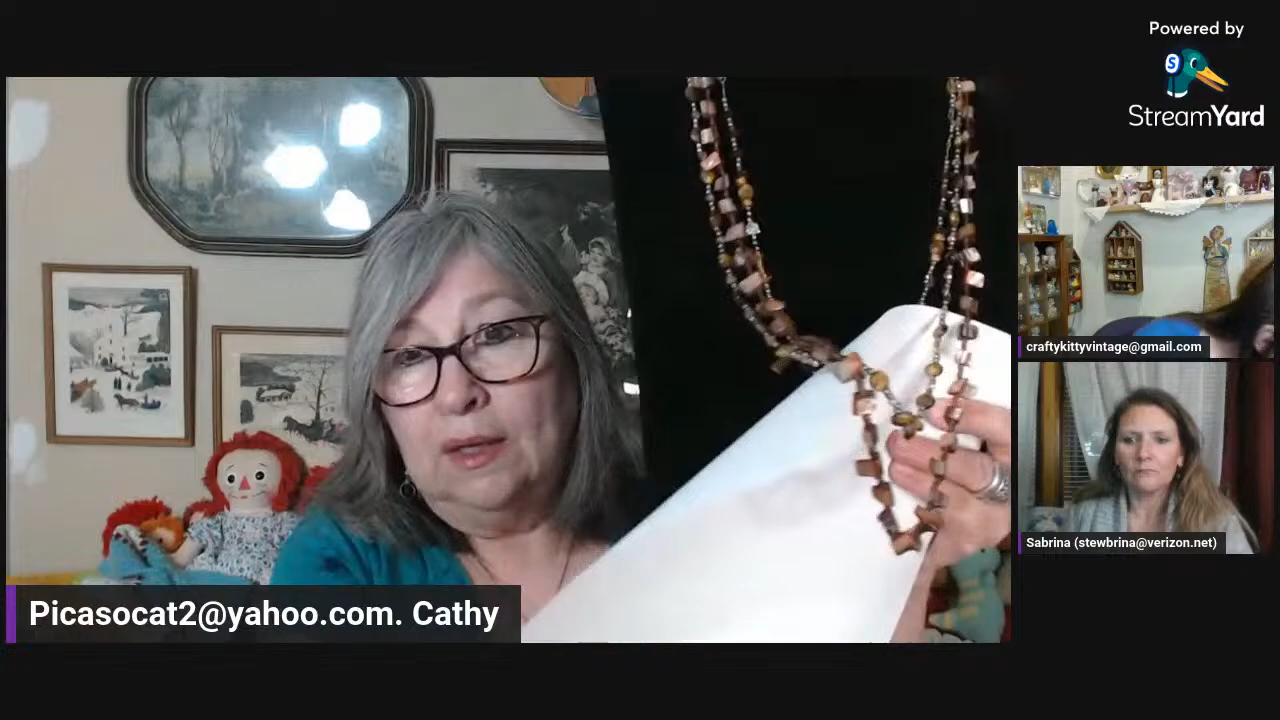 Powered by
StreamYard
craftykittyvintage@gmail.com
Sabrina (stewbrina@verizon.net)
Picasocat2@yahoo.com. Cathy